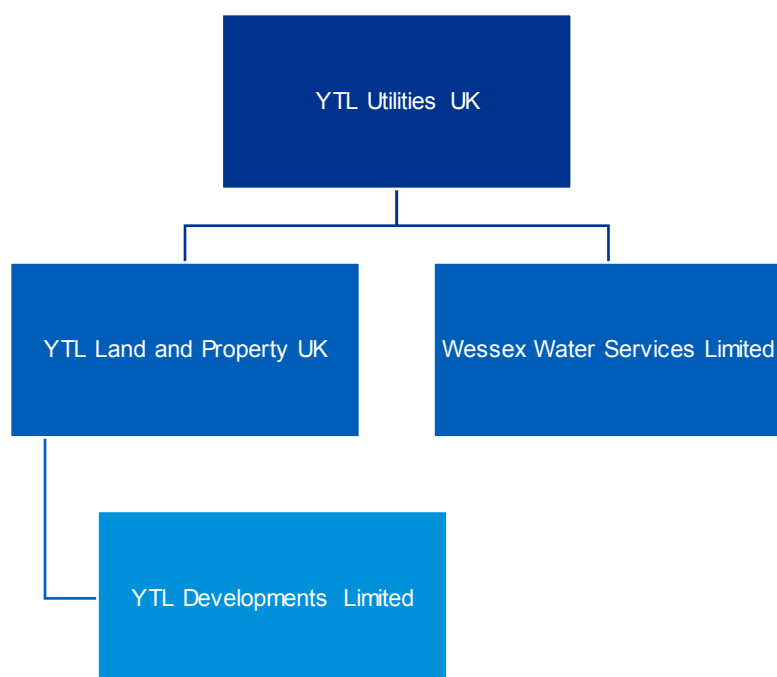 YTL Utilities UK
YTL Land and Property UK
Wessex Water Services Limited
YTL Developments Limited